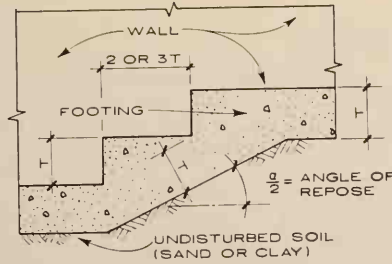 WALL
2 OR 3T
FOOTING
T
T
T
a/2 = ANGLE OF
REPOSE
UNDISTURBED SOIL
(SAND OR CLAY)